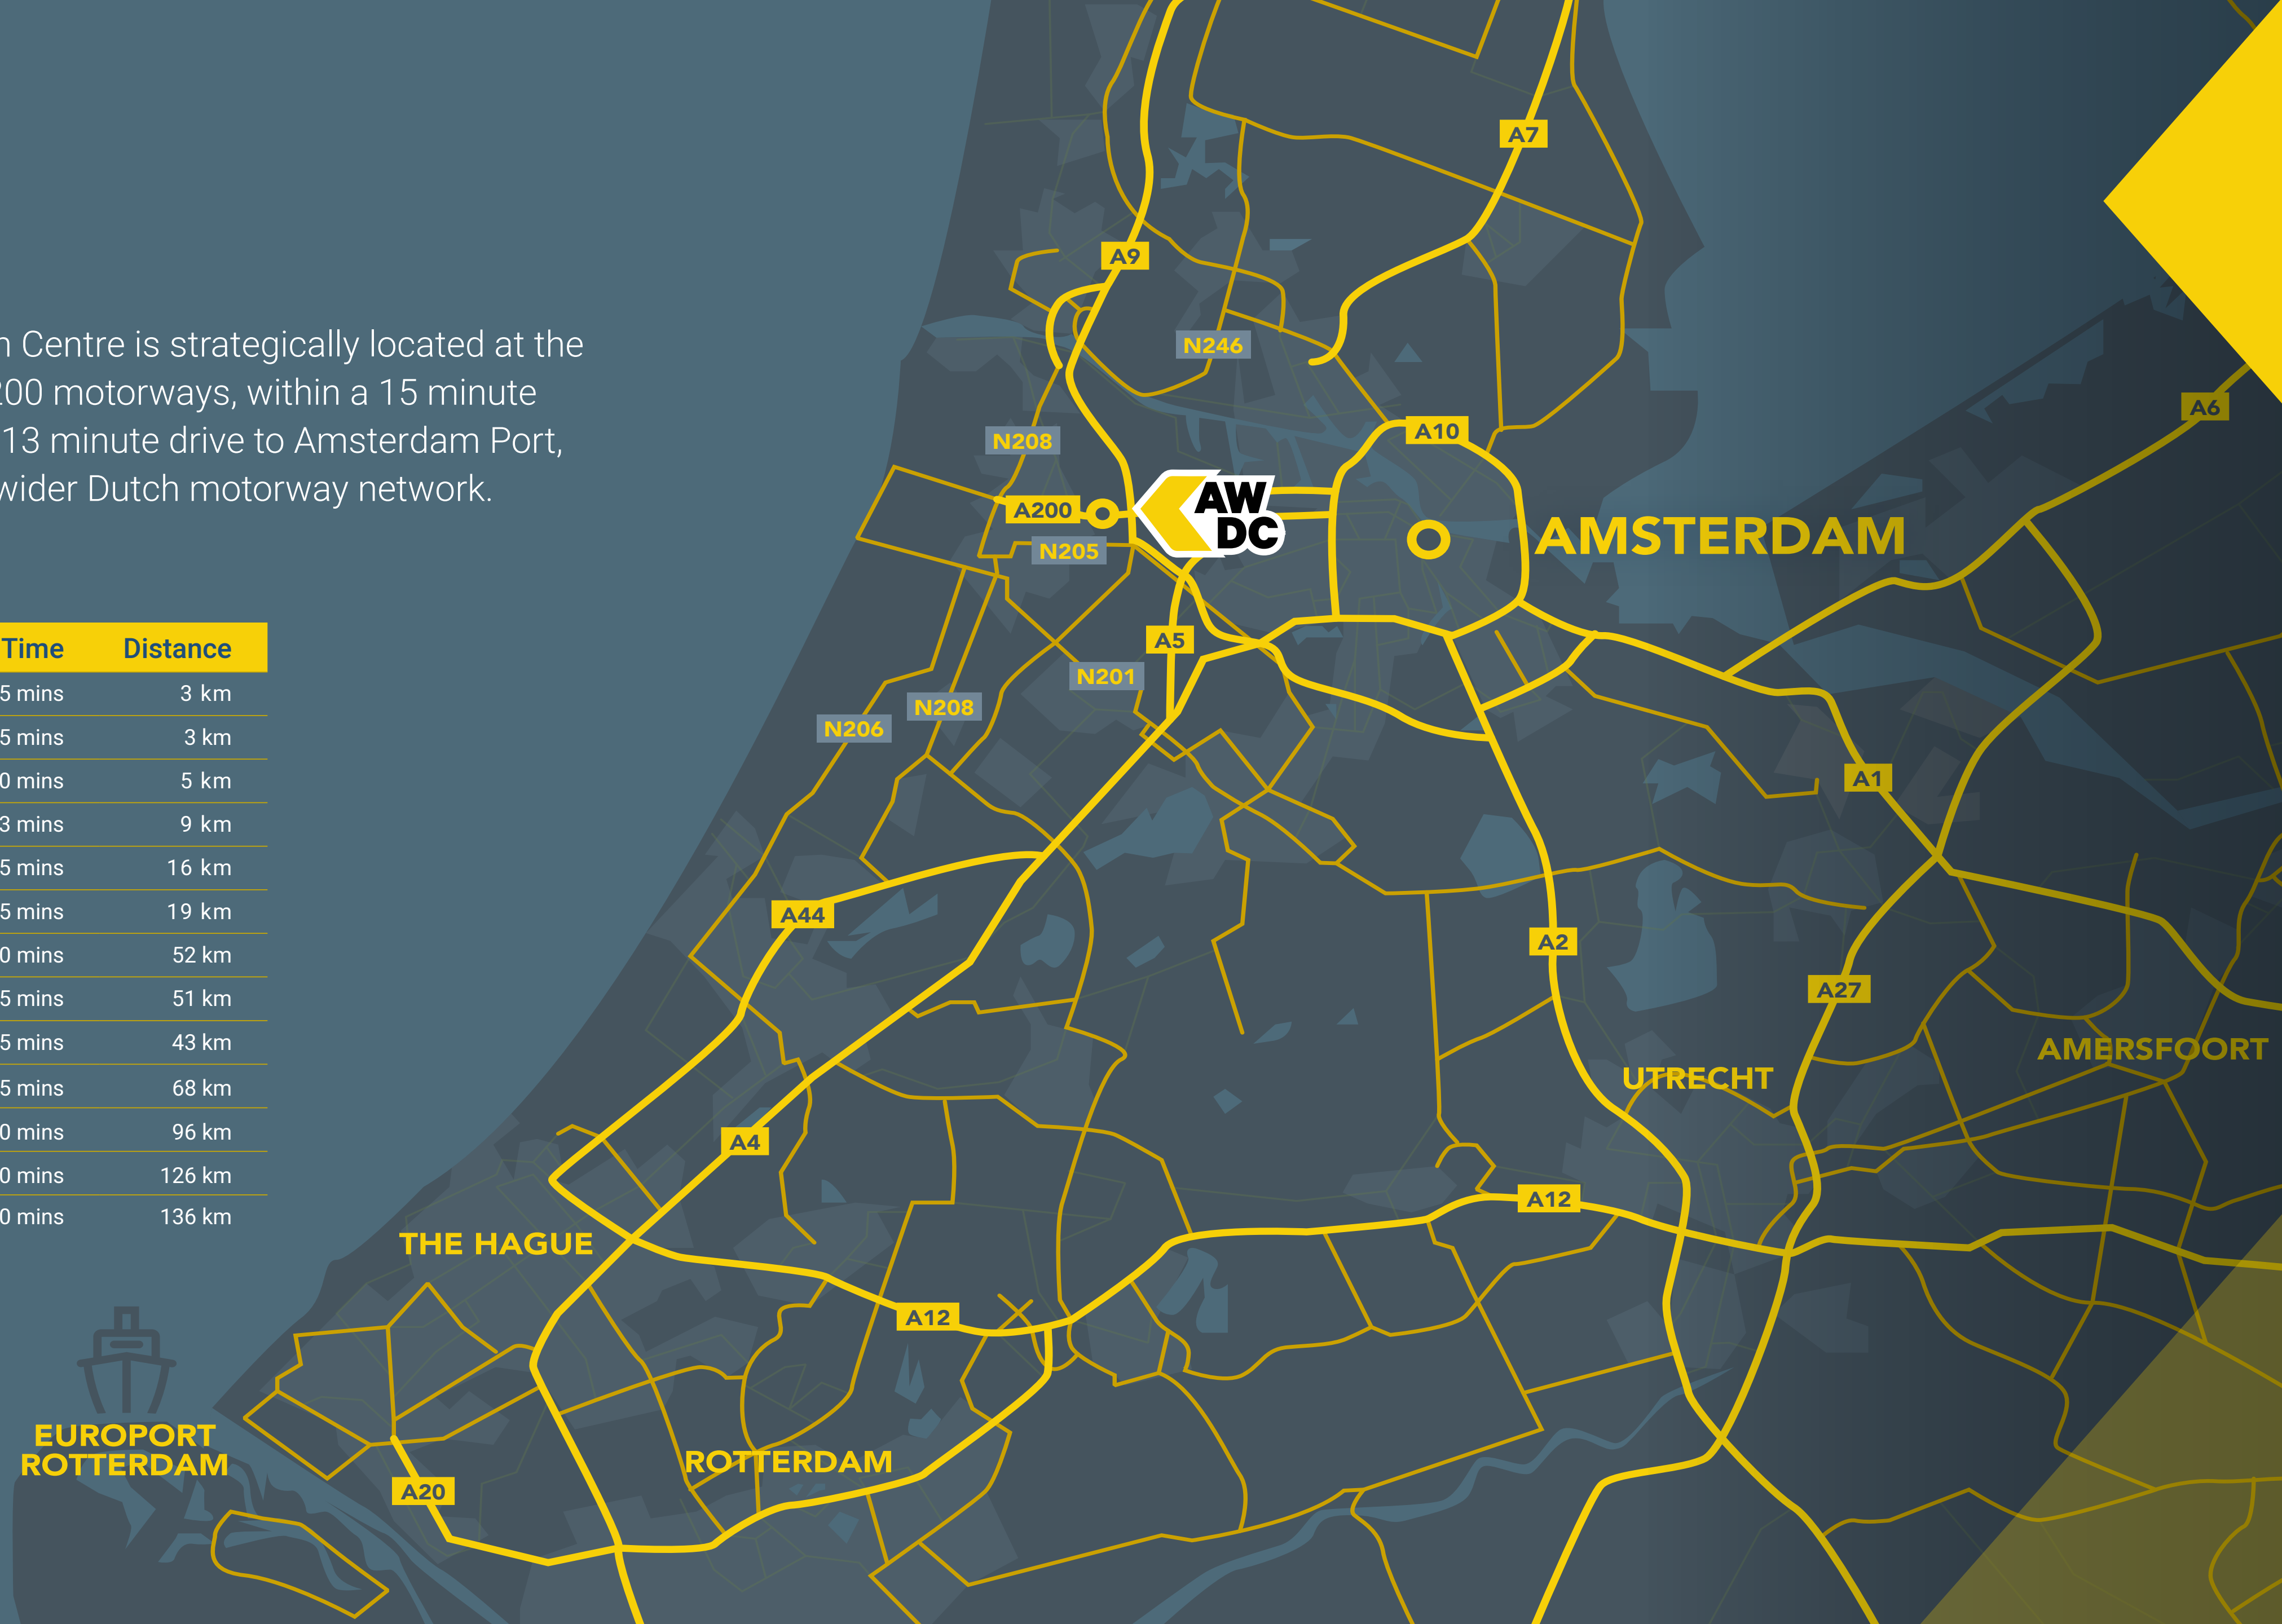 n Centre is strategically located at the
200 motorways, within a 15 minute
13 minute drive to Amsterdam Port,
wider Dutch motorway network.
Time Distance
5 mins 3 km
5 mins 3 km
0 mins 5 km
3 mins 9 km
5 mins 16 km
5 mins 19 km
0 mins 52 km
5 mins 51 km
5 mins 43 km
5 mins 68 km
0 mins 96 km
0 mins 126 km
0 mins 136 km
A7
A9
N246
A6
A10
N208
AW
DC
A200
AMSTERDAM
N205
A5
N201
N208
N206
A1
A44
A2
A27
AMERSFOORT
UTRECHT
A4
A12
THE HAGUE
A12
EUROPORT
ROTTERDAM
ROTTERDAM
A20